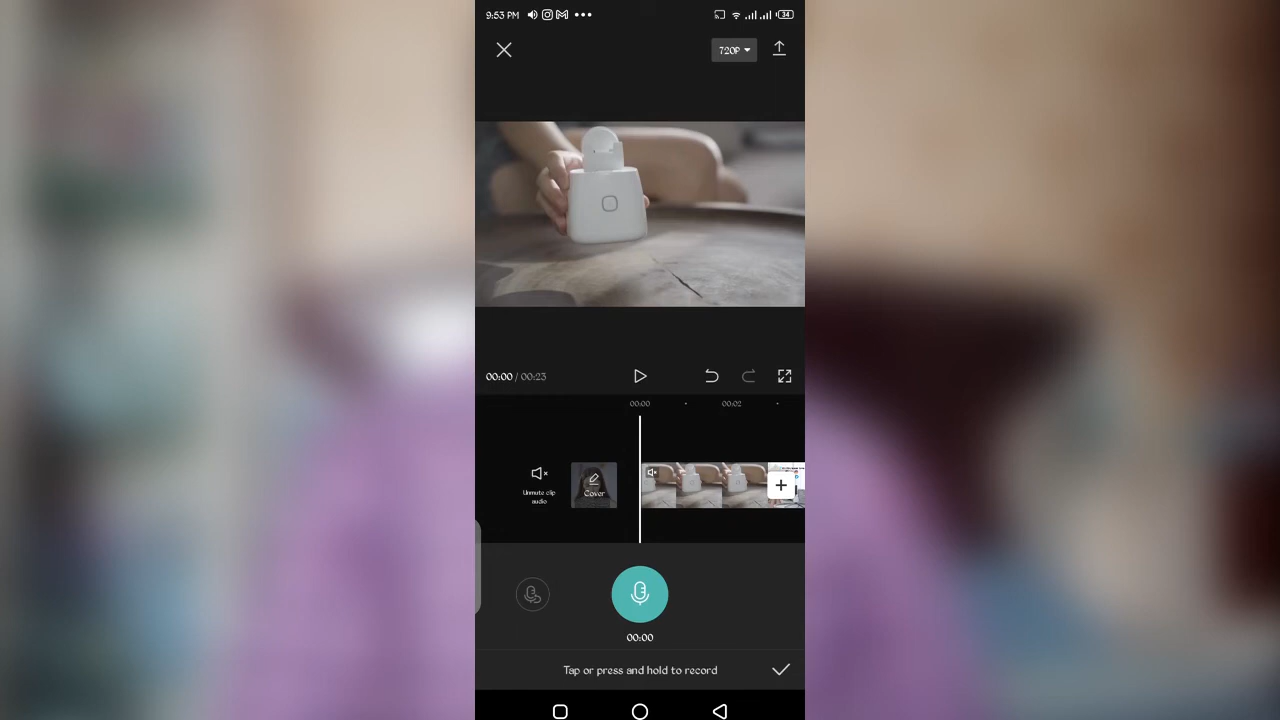 9:53 PM
34
720P
00:00 / 00:23
00:00
00:02
Unmute clip
audio
Cover
00:00
Tap or press and hold to record